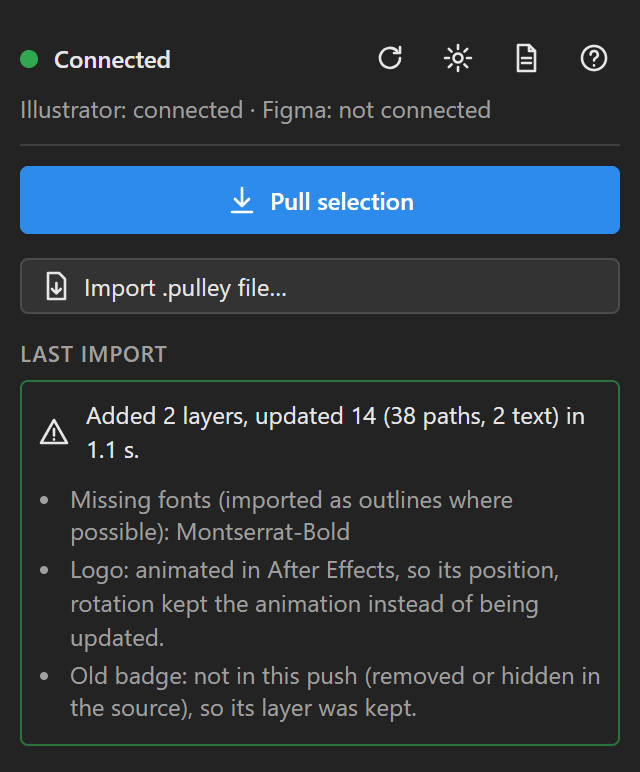 Connected
Illustrator: connected · Figma: not connected
Pull selection
Import .pulley file...
LAST IMPORT
Added 2 layers, updated 14 (38 paths, 2 text) in
1.1 s.
• Missing fonts (imported as outlines where
possible): Montserrat-Bold
• Logo: animated in After Effects, so its position,
rotation kept the animation instead of being
updated.
• Old badge: not in this push (removed or hidden in
the source), so its layer was kept.